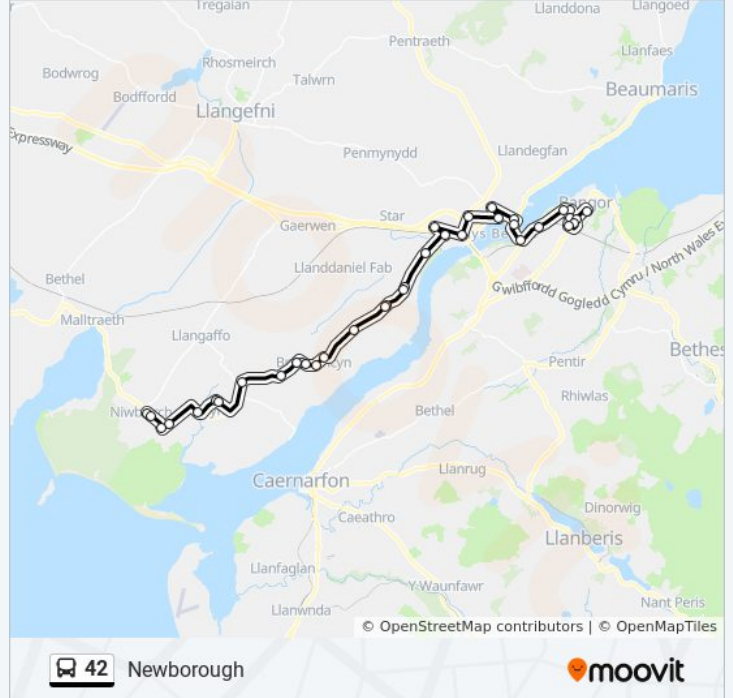 Tregaian
Llanddona
Llangoed
Pentraeth
Llanfaes
Rhosmeirch
Bodwrog
Talwrn
Beaumaris
Bodffordd
Llangefni
Expressway
Penmynydd
Llandegfan
Bangor
Star
Gaerwen
Llanddaniel Fab
Gwibffordd Gogledd Cymru / North Wales E
Bethel
Malltraeth
Llangaffo
Pentir
Bethes
Rhiwlas
Bethel
Caernarfon
Llanrug
Caeathro
Dinorwig
Llanberis
Llanfaglan
Y Waunfawr
Llanwnda
Nant Peris
© OpenStreetMap contributors | © OpenMapTiles
42 Newborough
moovit